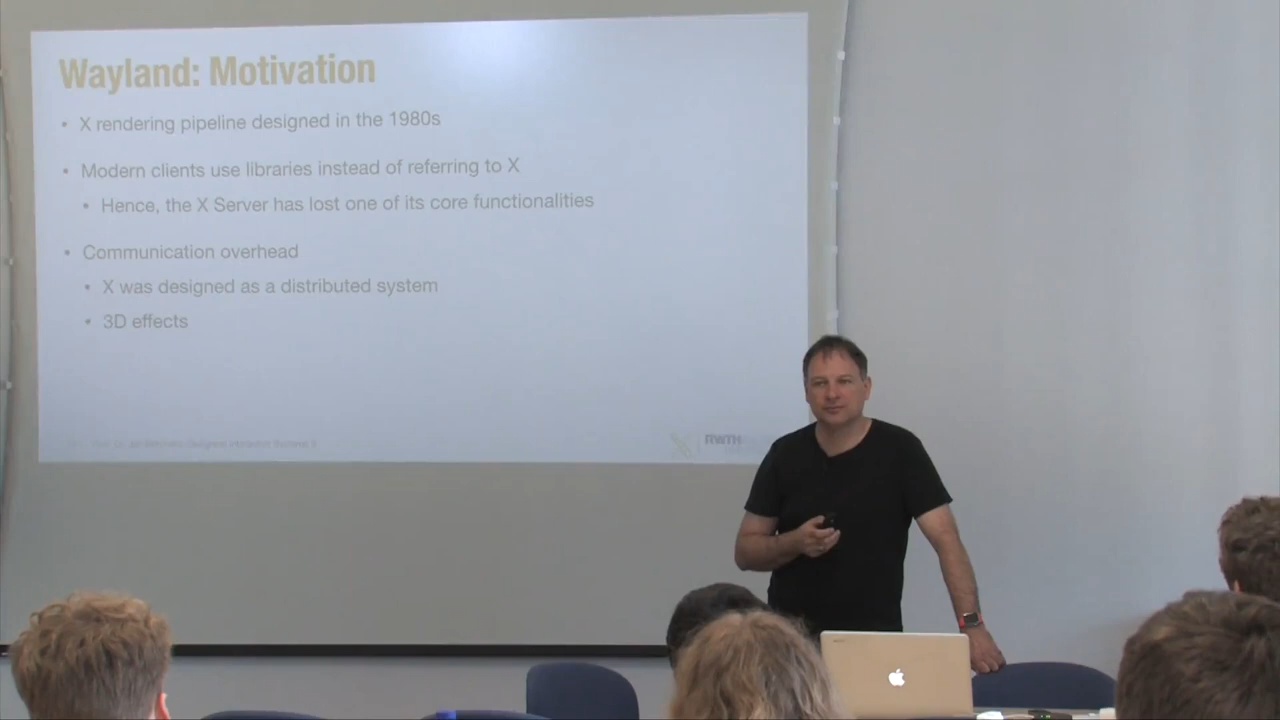 Wayland: Motivation
• X rendering pipeline designed in the 1980s
• Modern clients use libraries instead of referring to X
• Hence, the X Server has lost one of its core functionalities
• Communication overhead
• X was designed as a distributed system
• 3D effects
RWTH